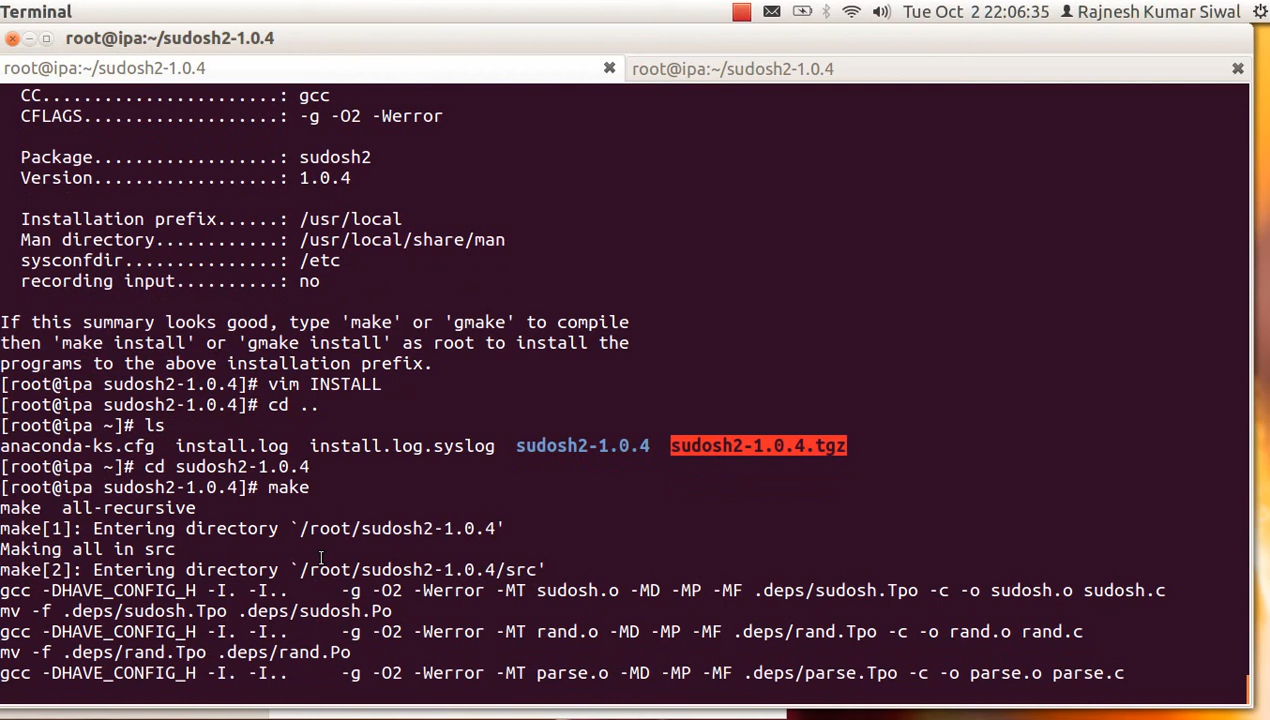 Terminal Tue Oct 2 22:06:35 Rajnesh Kumar Siwal
root@ipa:~/sudosh2-1.0.4
root@ipa:~/sudosh2-1.0.4 root@ipa:~/sudosh2-1.0.4
CC.......................: gcc
CFLAGS...................: -g -O2 -Werror
Package..................: sudosh2
Version..................: 1.0.4
Installation prefix......: /usr/local
Man directory............: /usr/local/share/man
sysconfdir...............: /etc
recording input..........: no
If this summary looks good, type 'make' or 'gmake' to compile
then 'make install' or 'gmake install' as root to install the
programs to the above installation prefix.
[root@ipa sudosh2-1.0.4]# vim INSTALL
[root@ipa sudosh2-1.0.4]# cd ..
[root@ipa ~]# ls
anaconda-ks.cfg  install.log  install.log.syslog  sudosh2-1.0.4  sudosh2-1.0.4.tgz
[root@ipa ~]# cd sudosh2-1.0.4
[root@ipa sudosh2-1.0.4]# make
make  all-recursive
make[1]: Entering directory `/root/sudosh2-1.0.4'
Making all in src
make[2]: Entering directory `/root/sudosh2-1.0.4/src'
gcc -DHAVE_CONFIG_H -I. -I..     -g -O2 -Werror -MT sudosh.o -MD -MP -MF .deps/sudosh.Tpo -c -o sudosh.o sudosh.c
mv -f .deps/sudosh.Tpo .deps/sudosh.Po
gcc -DHAVE_CONFIG_H -I. -I..     -g -O2 -Werror -MT rand.o -MD -MP -MF .deps/rand.Tpo -c -o rand.o rand.c
mv -f .deps/rand.Tpo .deps/rand.Po
gcc -DHAVE_CONFIG_H -I. -I..     -g -O2 -Werror -MT parse.o -MD -MP -MF .deps/parse.Tpo -c -o parse.o parse.c